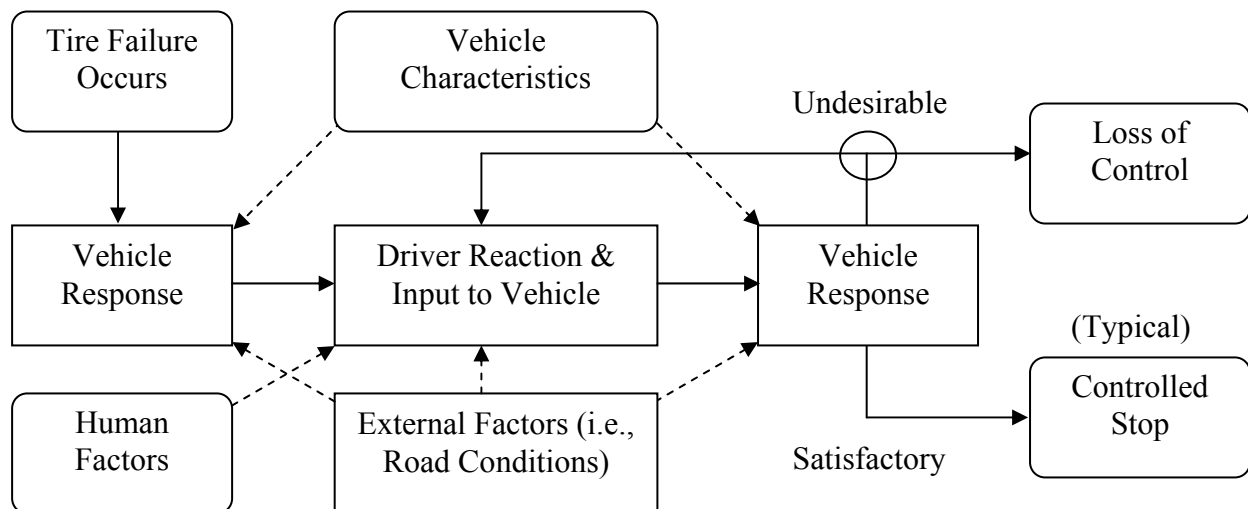 Tire Failure
Occurs
Vehicle
Characteristics
Undesirable
Loss of
Control
Vehicle
Response
Driver Reaction &
Input to Vehicle
Vehicle
Response
(Typical)
Controlled
Stop
Human
Factors
External Factors (i.e.,
Road Conditions)
Satisfactory